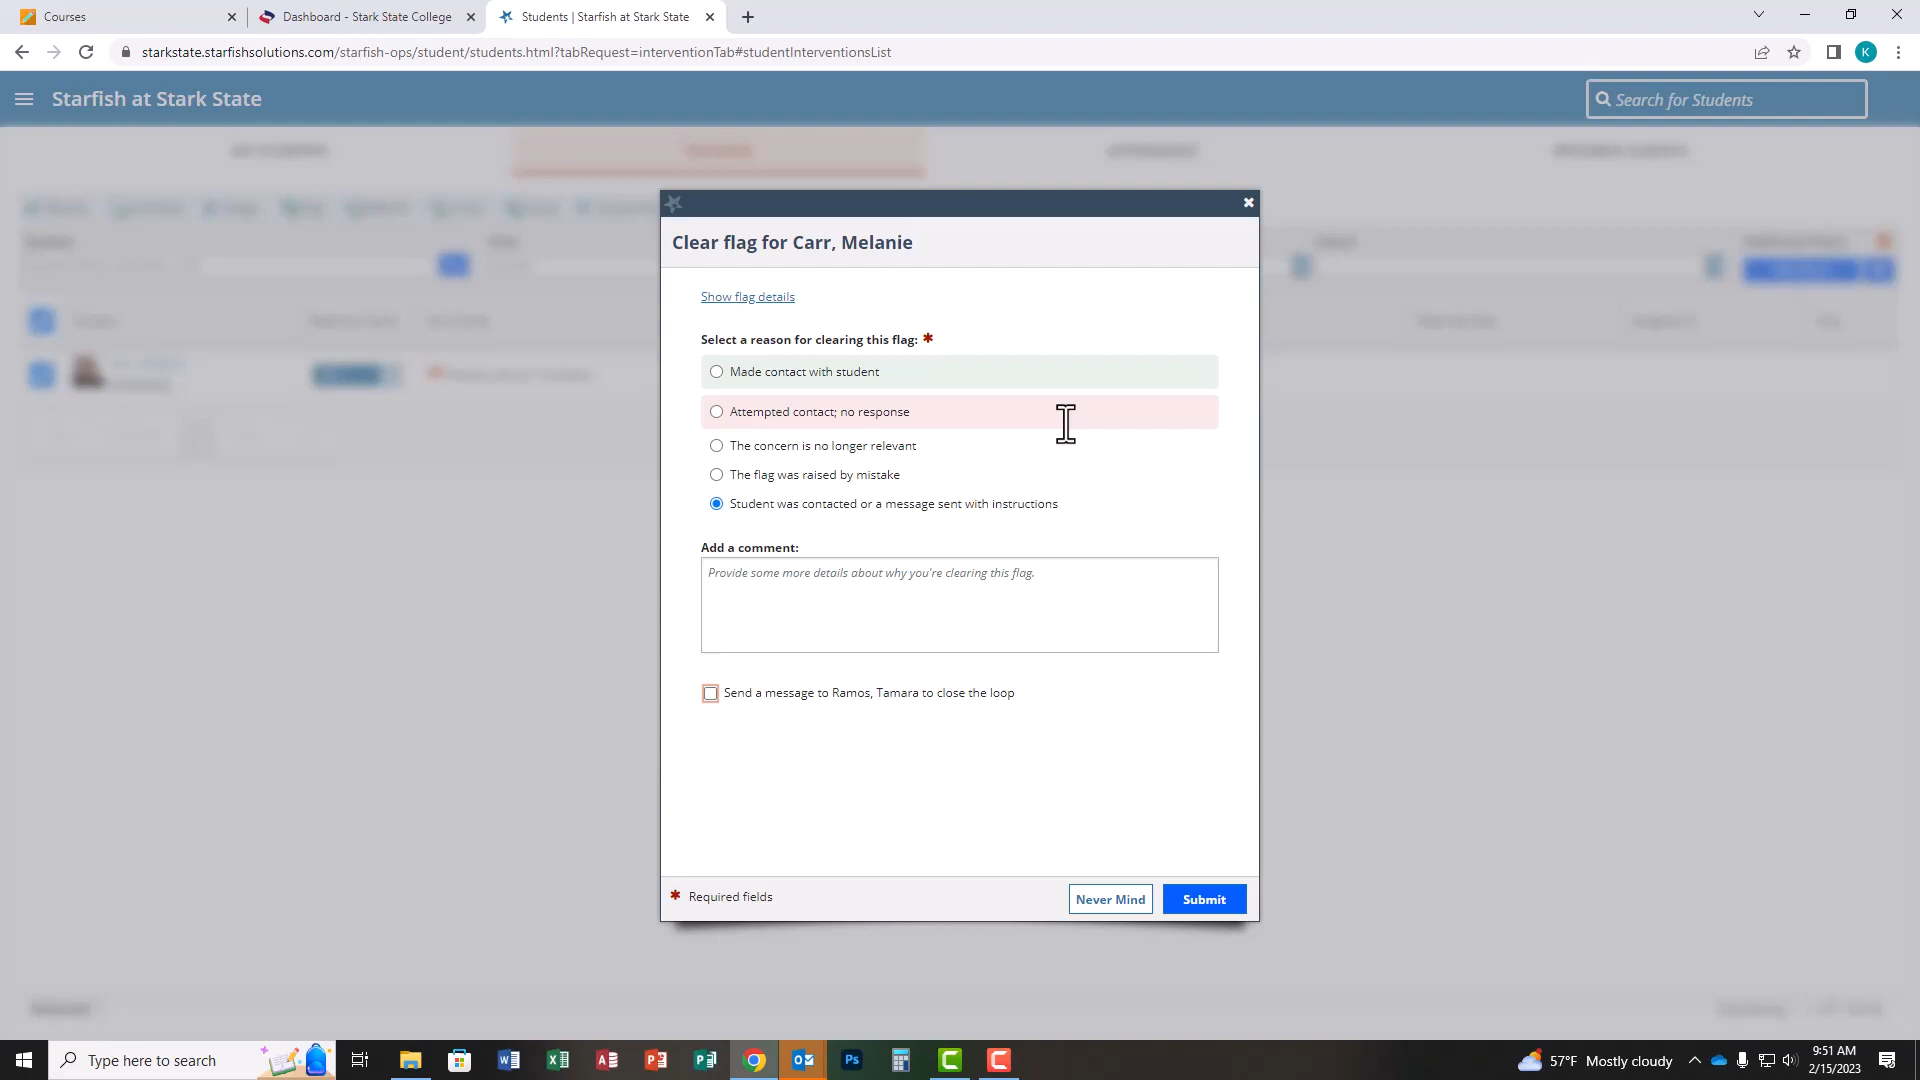 Courses
Dashboard - Stark State College
Students | Starfish at Stark State
starkstate.starfishsolutions.com/starfish-ops/student/students.html?tabRequest=interventionTab#studentInterventionsList
K
Starfish at Stark State
Search for Students
Clear flag for Carr, Melanie
Show flag details
Select a reason for clearing this flag: *
Made contact with student
Attempted contact; no response
The concern is no longer relevant
The flag was raised by mistake
Student was contacted or a message sent with instructions
Add a comment:
Provide some more details about why you're clearing this flag.
Send a message to Ramos, Tamara to close the loop
* Required fields
Never Mind
Submit
Type here to search
57°F Mostly cloudy
9:51 AM
2/15/2023